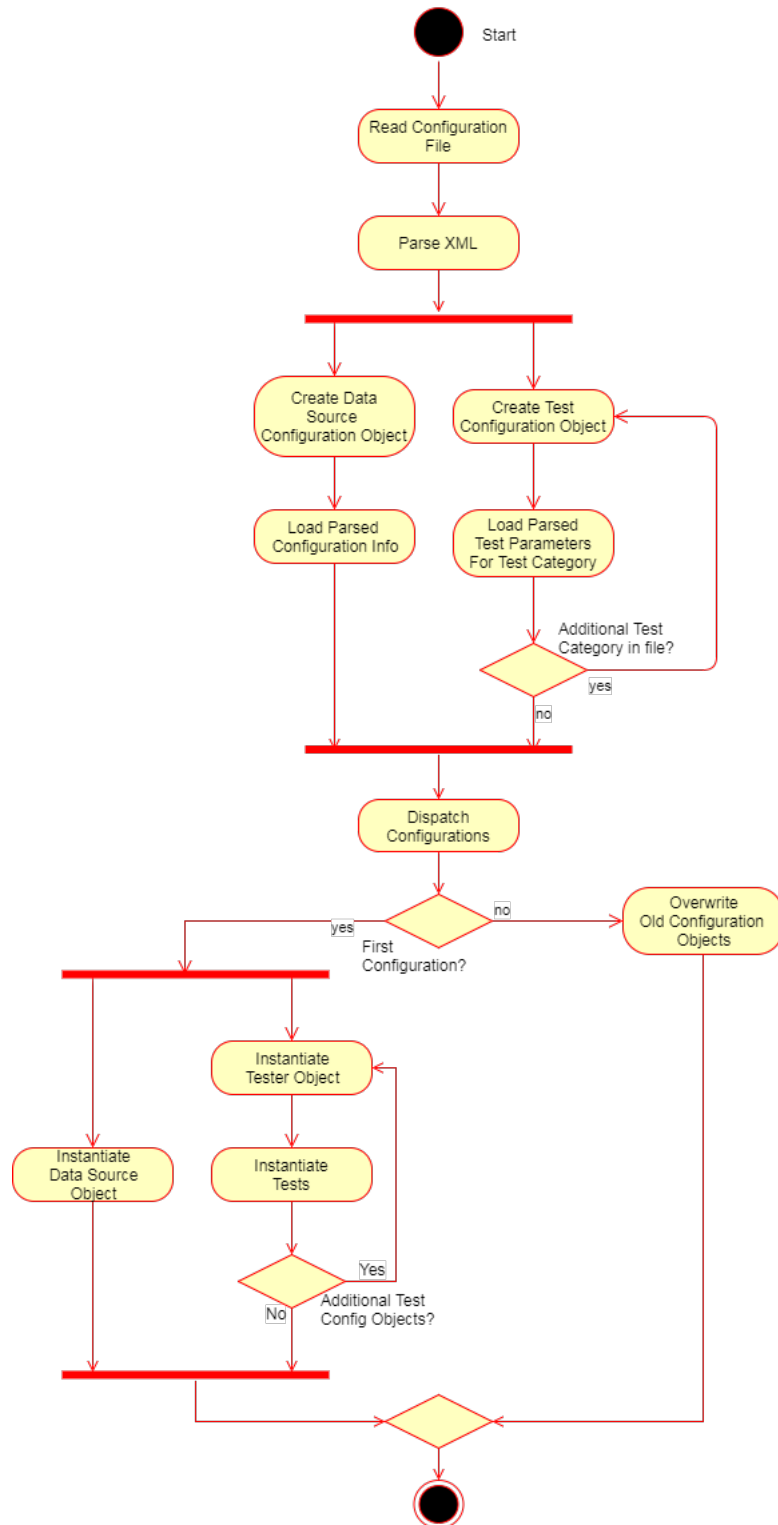 Start
Read Configuration
File
Parse XML
Create Data
Source
Configuration Object
Create Test
Configuration Object
Load Parsed
Configuration Info
Load Parsed
Test Parameters
For Test Category
Additional Test
Category in file?
yes
no
Dispatch
Configurations
yes
no
First
Configuration?
Overwrite
Old Configuration
Objects
Instantiate
Tester Object
Instantiate
Data Source
Object
Instantiate
Tests
Yes
No
Additional Test
Config Objects?